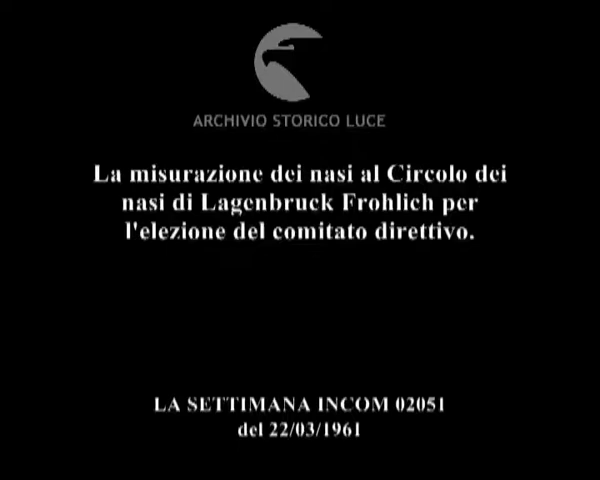 ARCHIVIO STORICO LUCE
La misurazione dei nasi al Circolo dei
nasi di Lagenbruck Frohlich per
l'elezione del comitato direttivo.
LA SETTIMANA INCOM 02051
del 22/03/1961